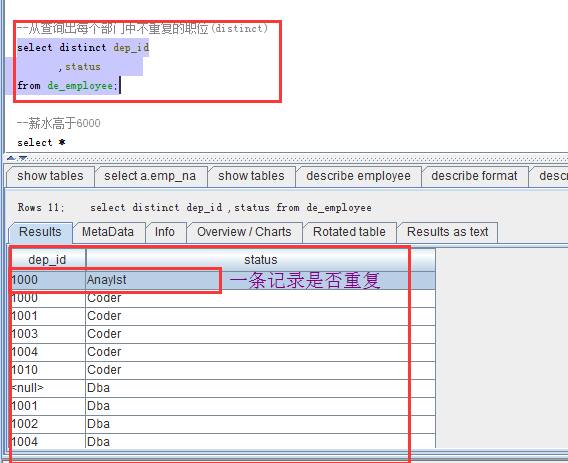 --从查询出每个部门中不重复的职位(distinct)
select distinct dep_id
,status
from de_employee;
--薪水高于6000
select *
show tables select a.emp_na show tables describe employee describe format desc
Rows 11; select distinct dep_id ,status from de_employee
Results MetaData Info Overview / Charts Rotated table Results as text
dep_id status
1000 Anaylst 一条记录是否重复
1000 Coder
1001 Coder
1003 Coder
1004 Coder
1010 Coder
<null> Dba
1001 Dba
1002 Dba
1004 Dba